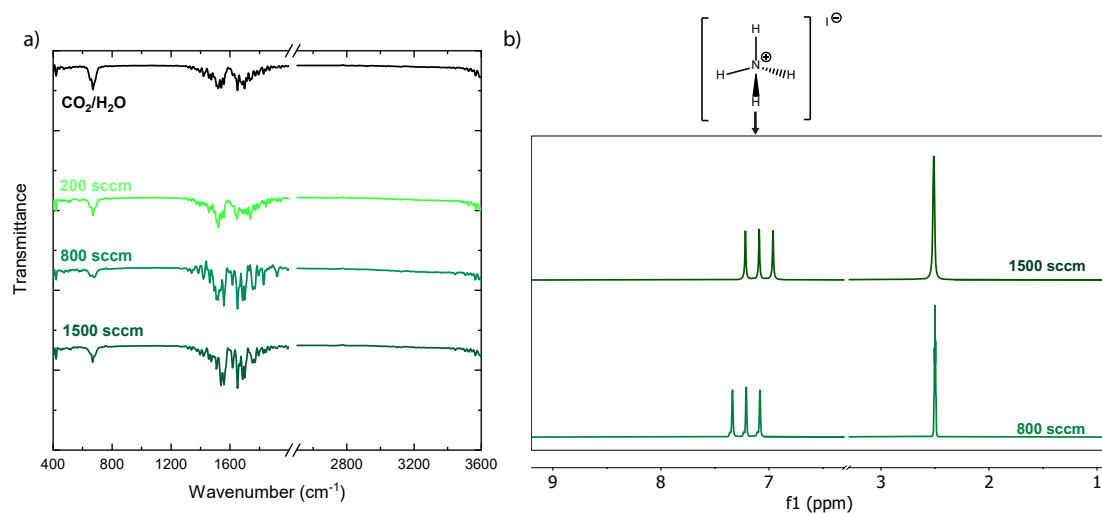 a)
CO₂/H₂O
200 sccm
800 sccm
1500 sccm
Transmittance
400 800 1200 1600 2800 3200 3600
Wavenumber (cm⁻¹)
b)
H
I⊖
N⊕
H H
H
1500 sccm
800 sccm
9 8 7 3 2 1
f1 (ppm)